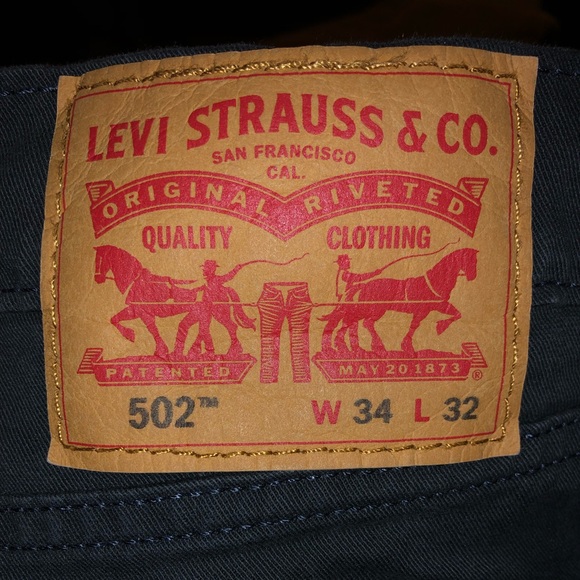 LEVI STRAUSS & CO.
SAN FRANCISCO
CAL.
ORIGINAL RIVETED
QUALITY CLOTHING
PATENTED MAY 20 1873 ®
502™ W 34 L 32